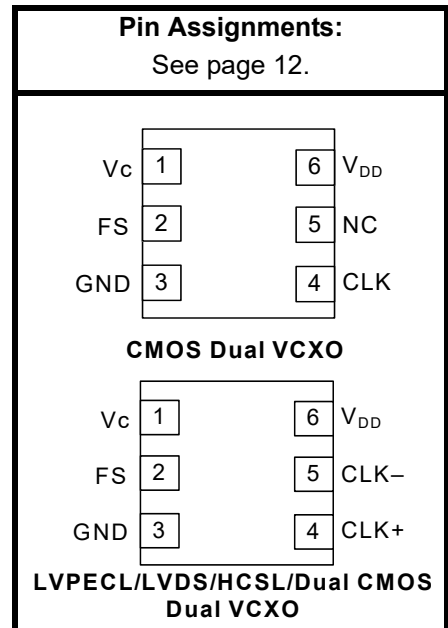 Pin Assignments:
See page 12.
Vc 1 6 VDD
FS 2 5 NC
GND 3 4 CLK
CMOS Dual VCXO
Vc 1 6 VDD
FS 2 5 CLK–
GND 3 4 CLK+
LVPECL/LVDS/HCSL/Dual CMOS
Dual VCXO